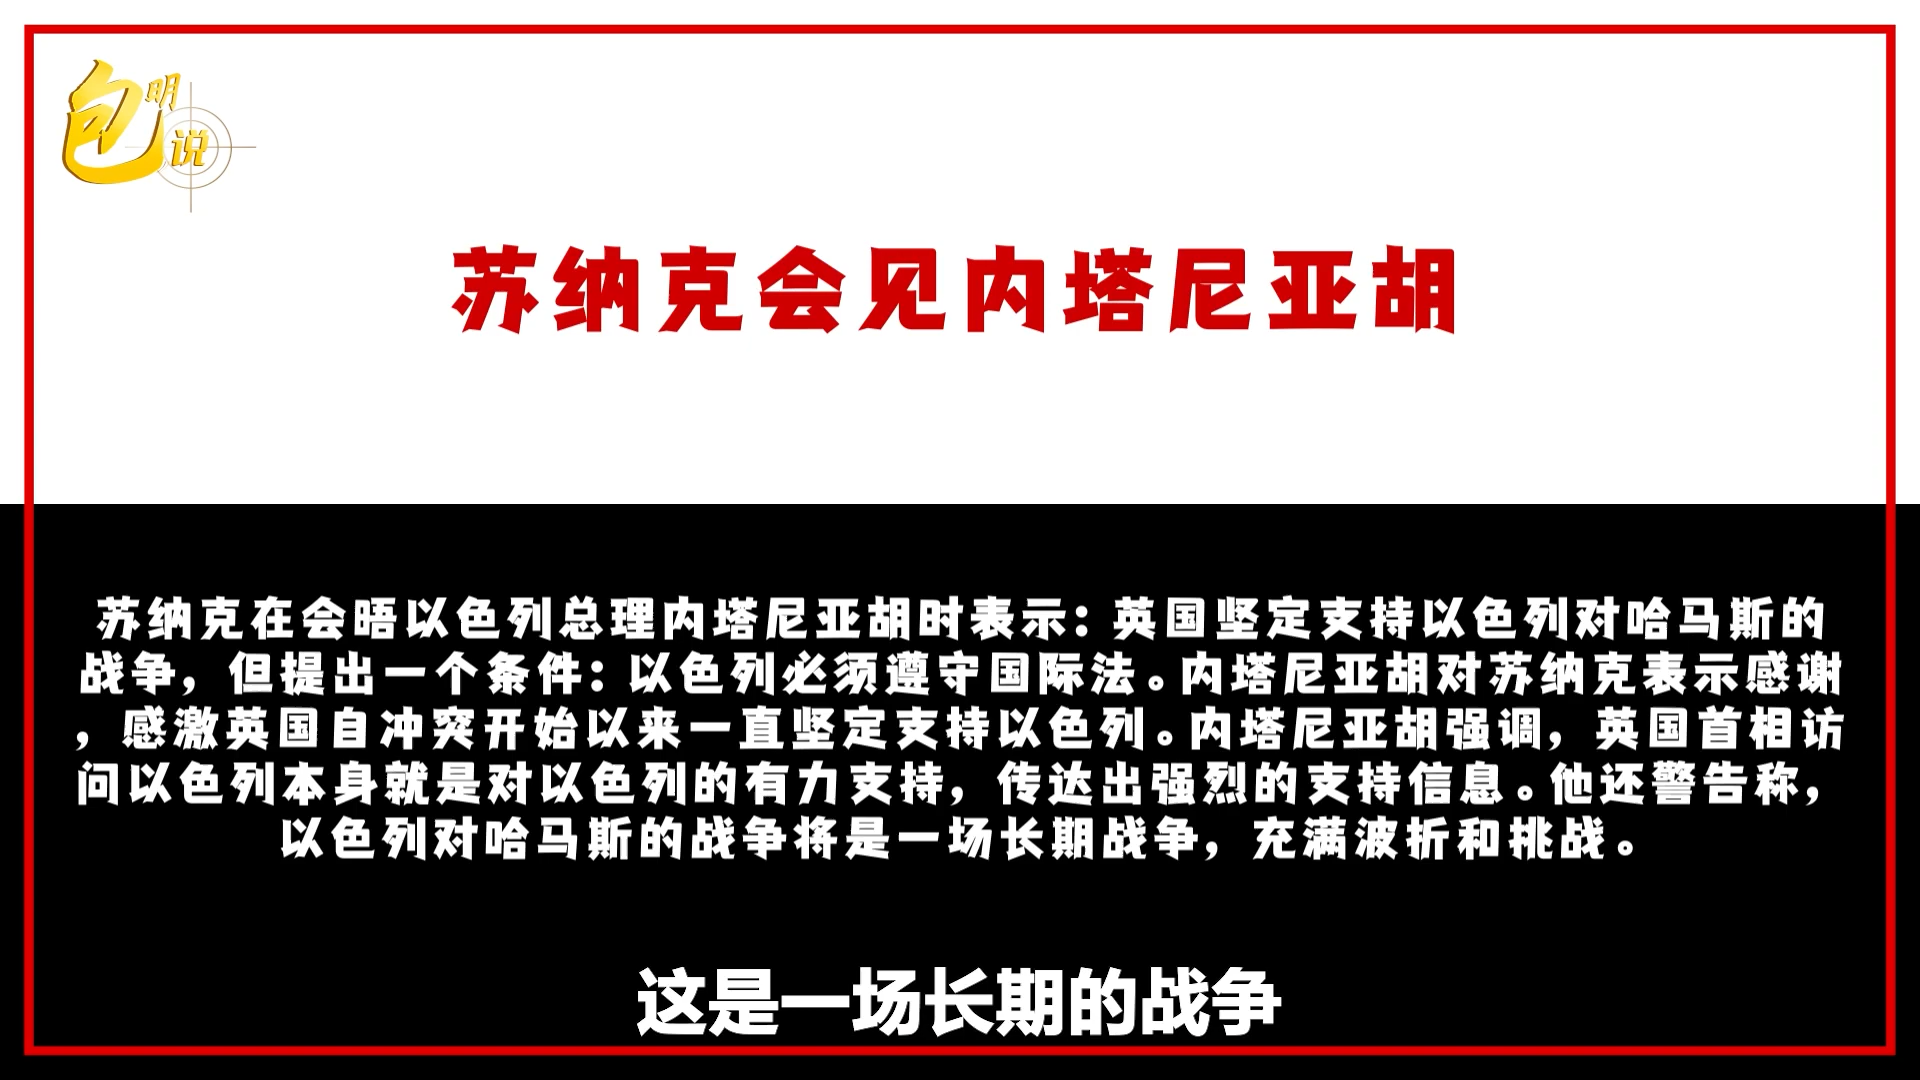 包明说
苏纳克会见内塔尼亚胡
苏纳克在会晤以色列总理内塔尼亚胡时表示：英国坚定支持以色列对哈马斯的
战争，但提出一个条件：以色列必须遵守国际法。内塔尼亚胡对苏纳克表示感谢
，感激英国自冲突开始以来一直坚定支持以色列。内塔尼亚胡强调，英国首相访
问以色列本身就是对以色列的有力支持，传达出强烈的支持信息。他还警告称，
以色列对哈马斯的战争将是一场长期战争，充满波折和挑战。
这是一场长期的战争